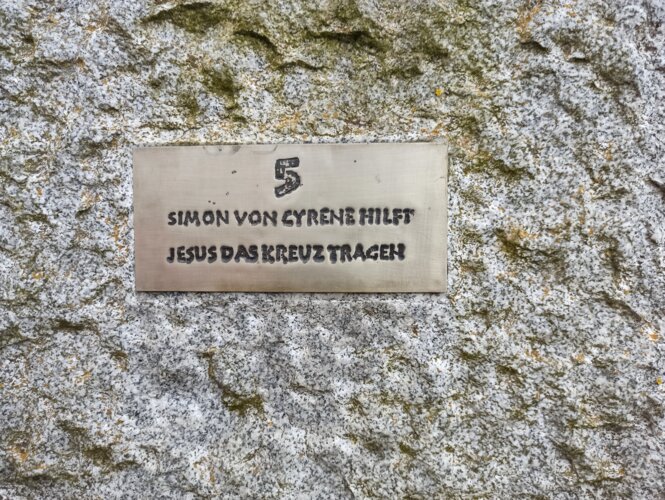 5
SIMON VON CYRENE HILFT
JESUS DAS KREUZ TRAGEN